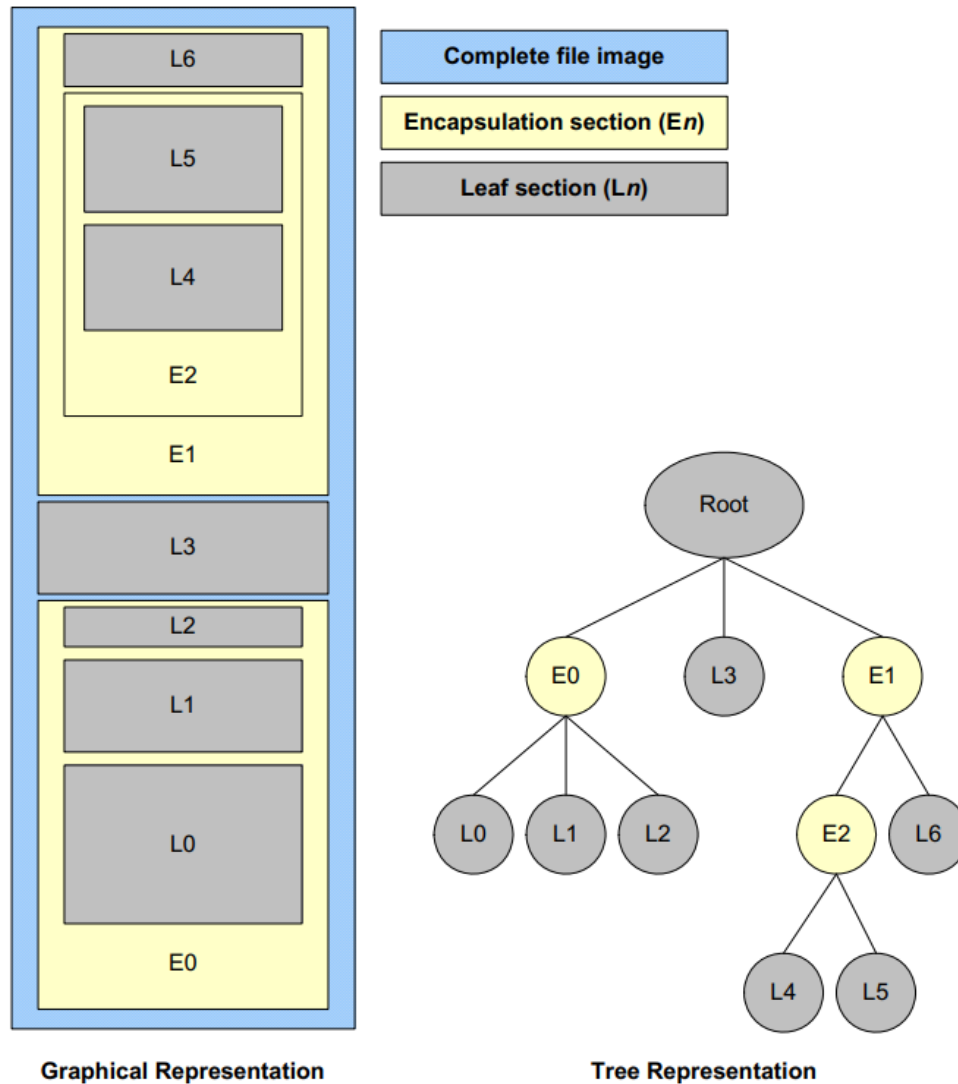 L6
L5
L4
E2
E1
L3
L2
L1
L0
E0
Graphical Representation
Complete file image
Encapsulation section (En)
Leaf section (Ln)
Root
E0
L3
E1
L0
L1
L2
E2
L6
L4
L5
Tree Representation